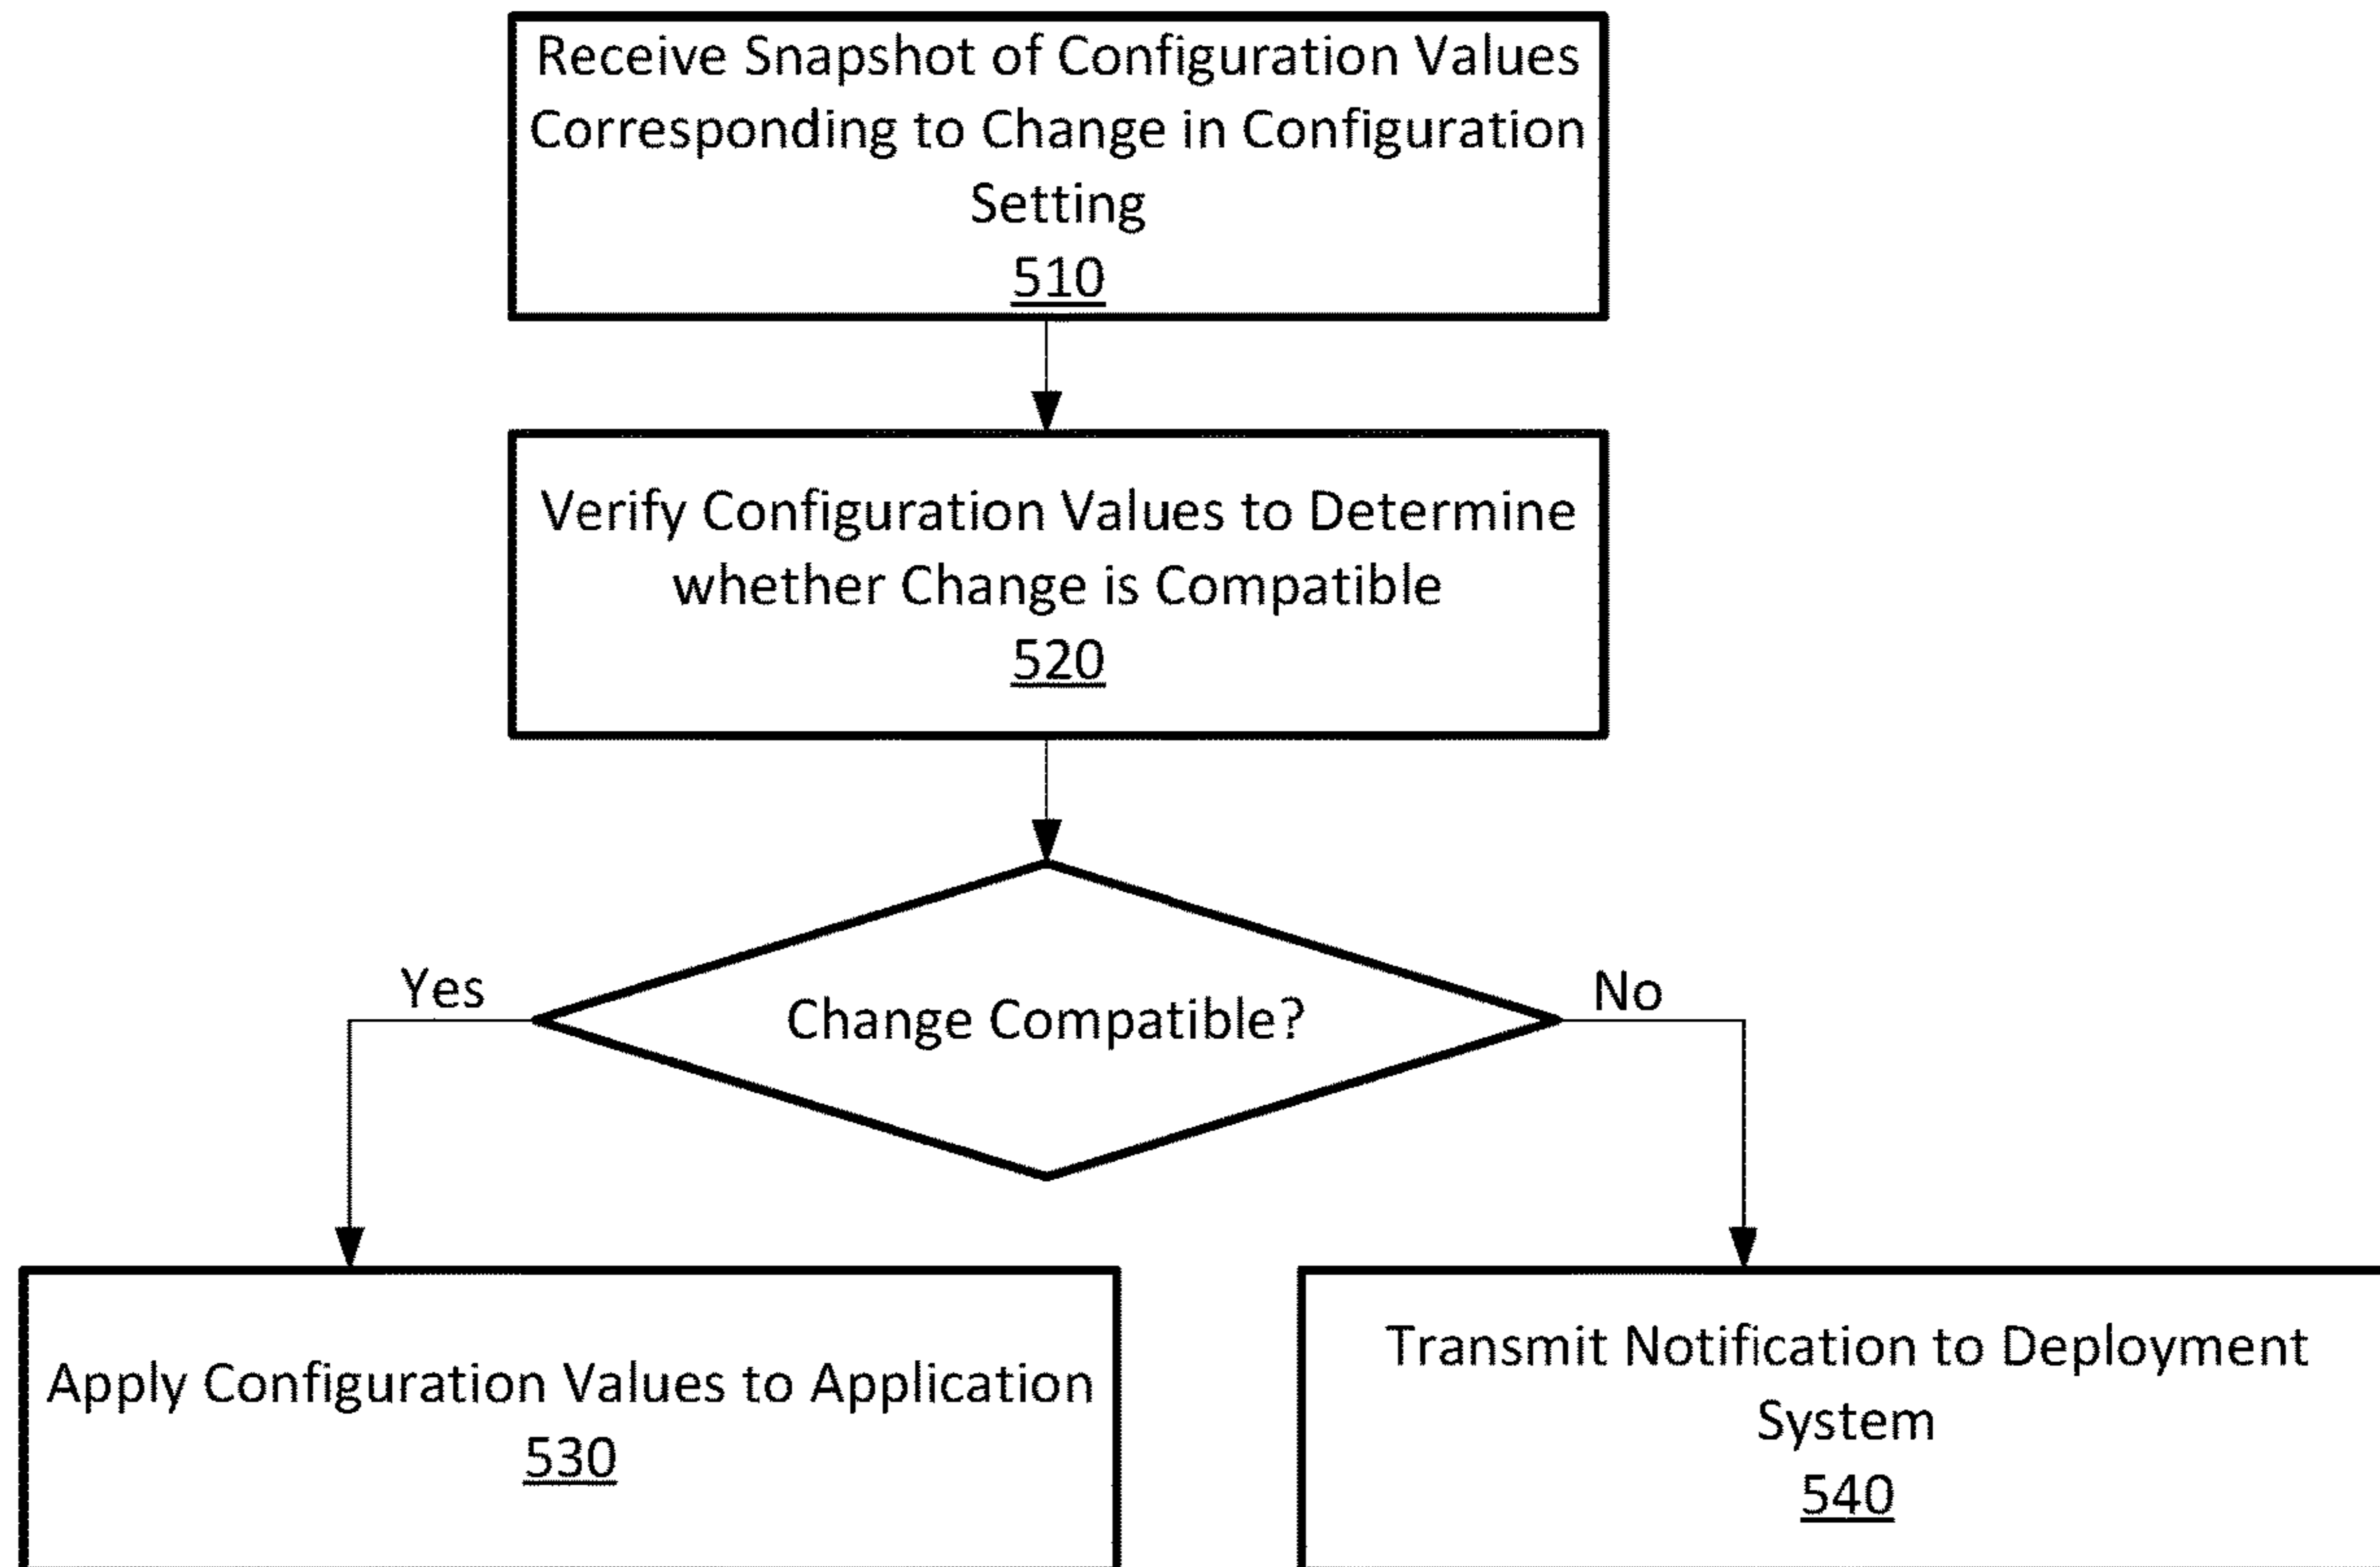 Receive Snapshot of Configuration Values
Corresponding to Change in Configuration
Setting
510
Verify Configuration Values to Determine
whether Change is Compatible
520
Change Compatible?
Yes
No
Apply Configuration Values to Application
530
Transmit Notification to Deployment
System
540